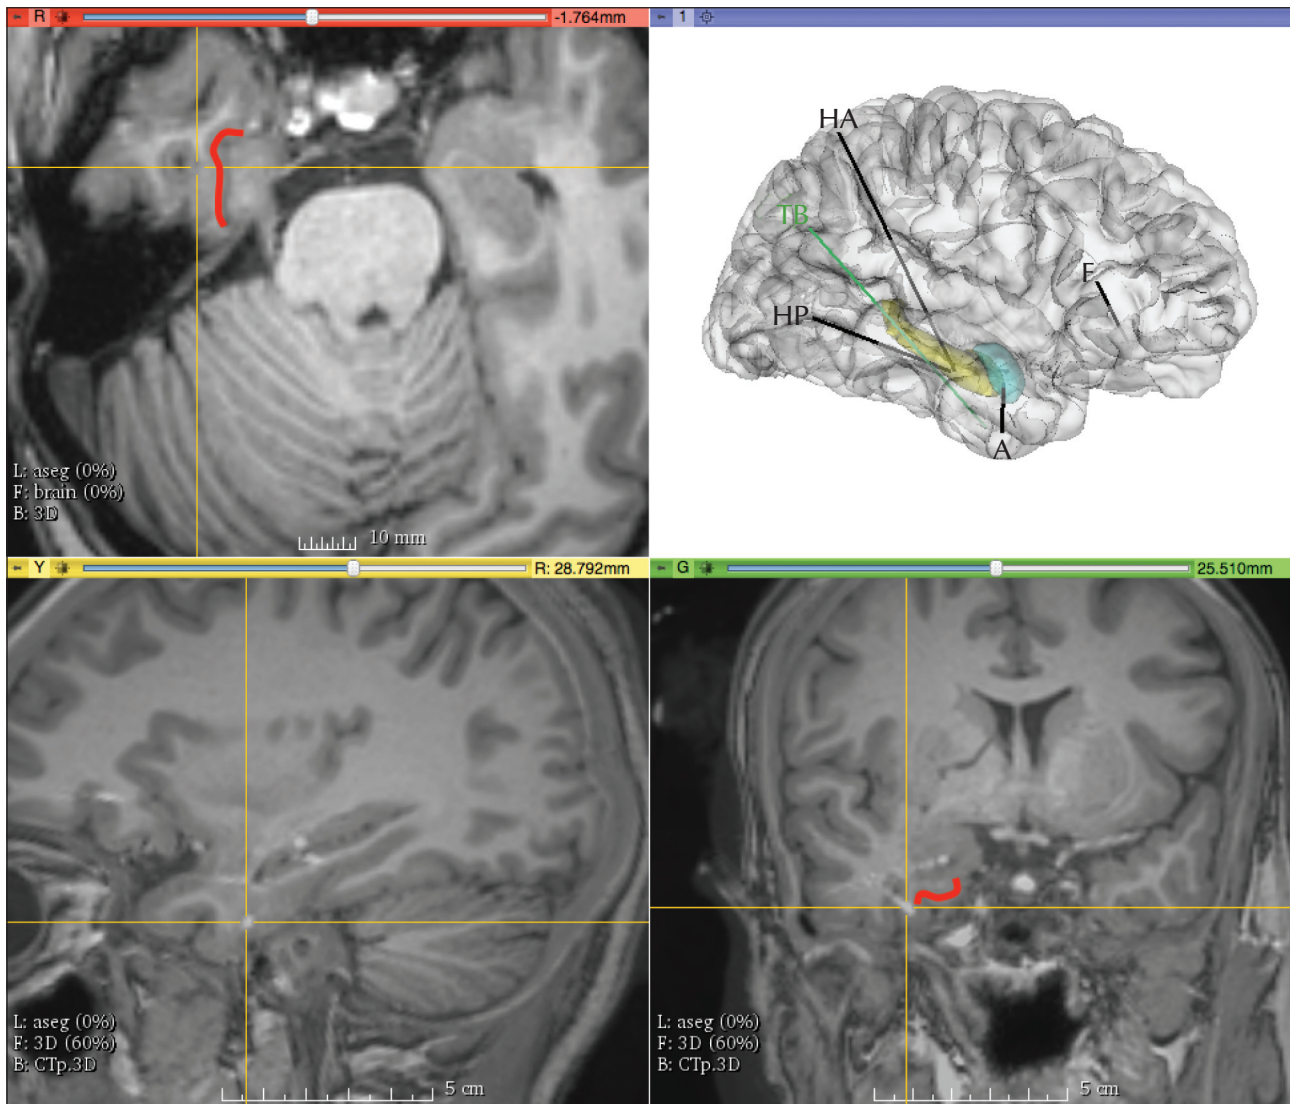 R -1.764mm
L: aseg (0%)
F: brain (0%)
B: 3D
10 mm
1
HA
TB
HP
F
A
Y R: 28.792mm
L: aseg (0%)
F: 3D (60%)
B: CTp.3D
5 cm
G 25.510mm
L: aseg (0%)
F: 3D (60%)
B: CTp.3D
5 cm